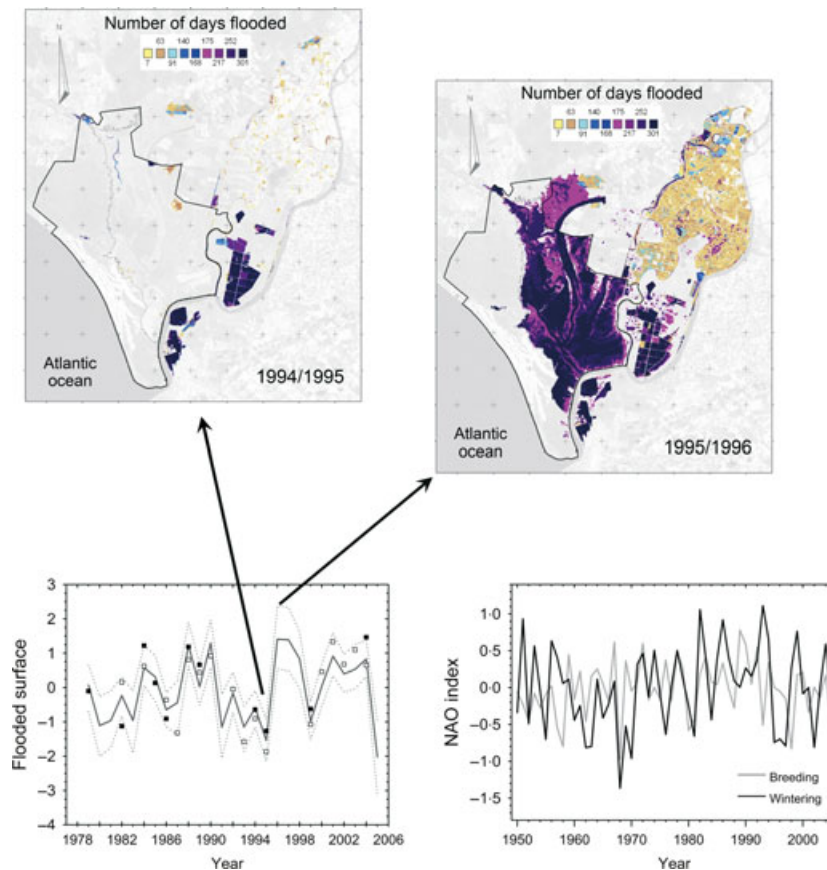 Number of days flooded
63 140 175 252
7 91 168 217 301
N
Atlantic
ocean
1994/1995
Number of days flooded
63 140 175 252
7 91 168 217 301
N
Atlantic
ocean
1995/1996
Flooded surface
3
2
1
0
–1
–2
–3
–4
1978 1982 1986 1990 1994 1998 2002 2006
Year
NAO index
1·0
0·5
0·0
–0·5
–1·0
–1·5
Breeding
Wintering
1950 1960 1970 1980 1990 2000
Year